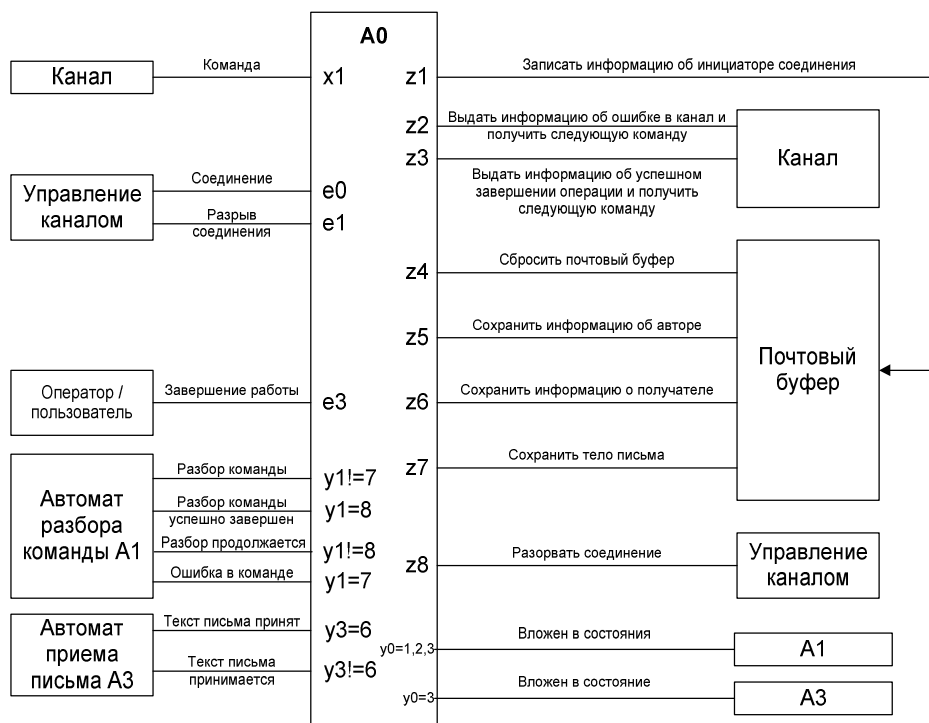 A0
Канал
Команда
x1
z1
Записать информацию об инициаторе соединения
z2
Выдать информацию об ошибке в канал и
получить следующую команду
z3
Выдать информацию об успешном
завершении операции и получить
следующую команду
Канал
Управление
каналом
Соединение
e0
Разрыв
соединения
e1
z4
Сбросить почтовый буфер
z5
Сохранить информацию об авторе
Почтовый
буфер
Оператор /
пользователь
Завершение работы
e3
z6
Сохранить информацию о получателе
z7
Сохранить тело письма
Автомат
разбора
команды A1
Разбор команды
y1!=7
Разбор команды
успешно завершен
y1=8
Разбор продолжается
y1!=8
Ошибка в команде
y1=7
z8
Разорвать соединение
Управление
каналом
Автомат
приема
письма A3
Текст письма принят
y3=6
Текст письма
принимается
y3!=6
y0=1,2,3
Вложен в состояния
A1
y0=3
Вложен в состояние
A3